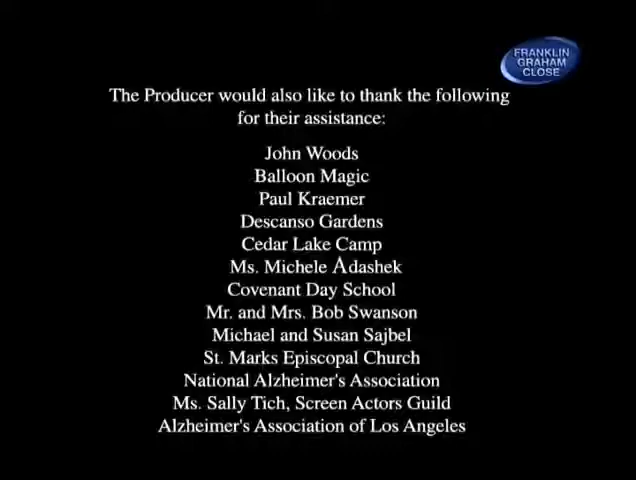 FRANKLIN
GRAHAM
CLOSE
The Producer would also like to thank the following
for their assistance:
John Woods
Balloon Magic
Paul Kraemer
Descanso Gardens
Cedar Lake Camp
Ms. Michele Adashek
Covenant Day School
Mr. and Mrs. Bob Swanson
Michael and Susan Sajbel
St. Marks Episcopal Church
National Alzheimer's Association
Ms. Sally Tich, Screen Actors Guild
Alzheimer's Association of Los Angeles